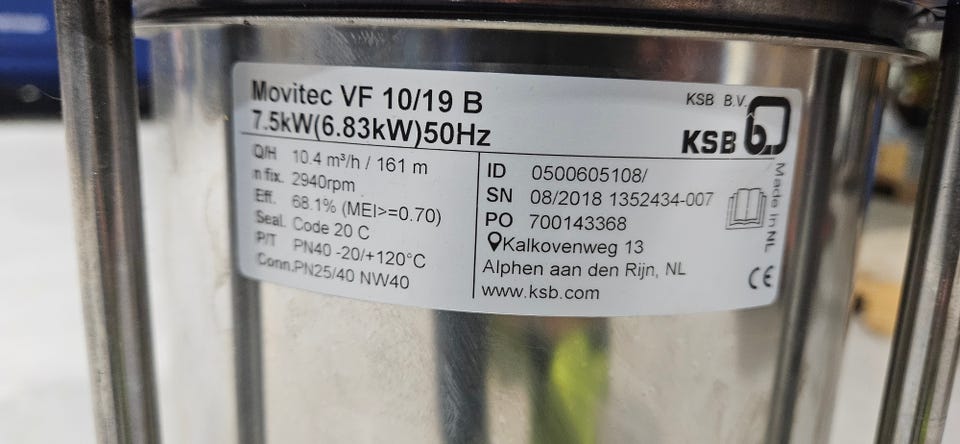 Movitec VF 10/19 B
7.5kW(6.83kW)50Hz
KSB B.V.
KSB
Q/H 10.4 m³/h / 161 m
n fix. 2940rpm
Eff. 68.1% (MEI>=0.70)
Seal. Code 20 C
P/T PN40 -20/+120°C
Conn.PN25/40 NW40
ID 0500605108/
SN 08/2018 1352434-007
PO 700143368
Kalkovenweg 13
Alphen aan den Rijn, NL
www.ksb.com
Made in NL
CE